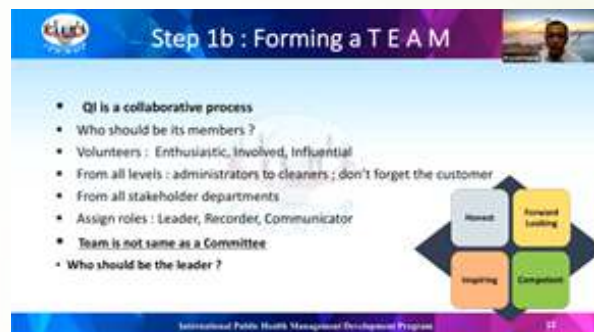 Step 1b : Forming a T E A M
QI is a collaborative process
Who should be its members ?
Volunteers : Enthusiastic, Involved, Influential
From all levels : administrators to cleaners ; don't forget the customer
From all stakeholder departments
Assign roles : Leader, Recorder, Communicator
Team is not same as a Committee
Who should be the leader ?
Honest
Forward
Looking
Inspiring
Competent
International Public Health Management Development Program
12